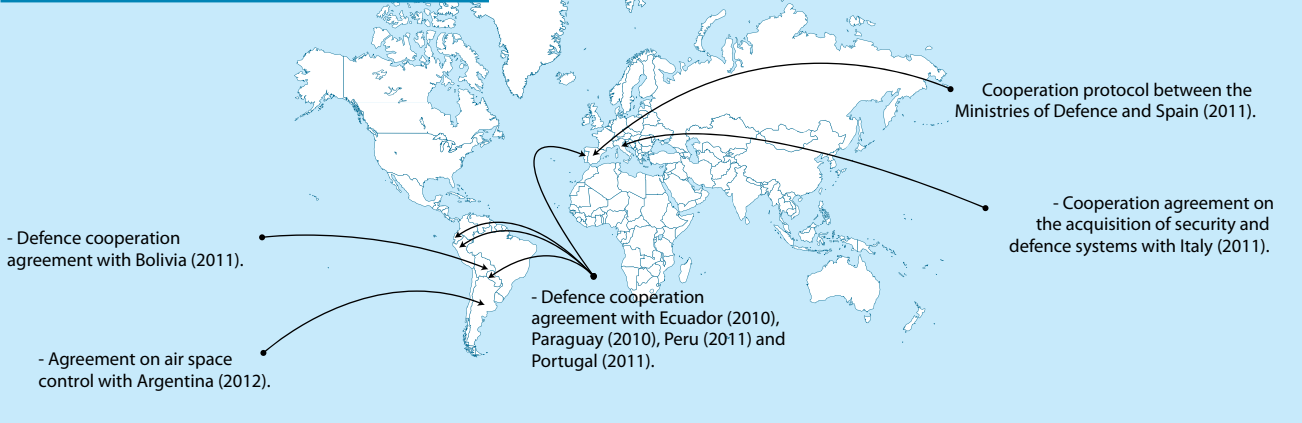 Cooperation protocol between the
Ministries of Defence and Spain (2011).
- Cooperation agreement on
the acquisition of security and
defence systems with Italy (2011).
- Defence cooperation
agreement with Bolivia (2011).
- Defence cooperation
agreement with Ecuador (2010),
Paraguay (2010), Peru (2011) and
Portugal (2011).
- Agreement on air space
control with Argentina (2012).